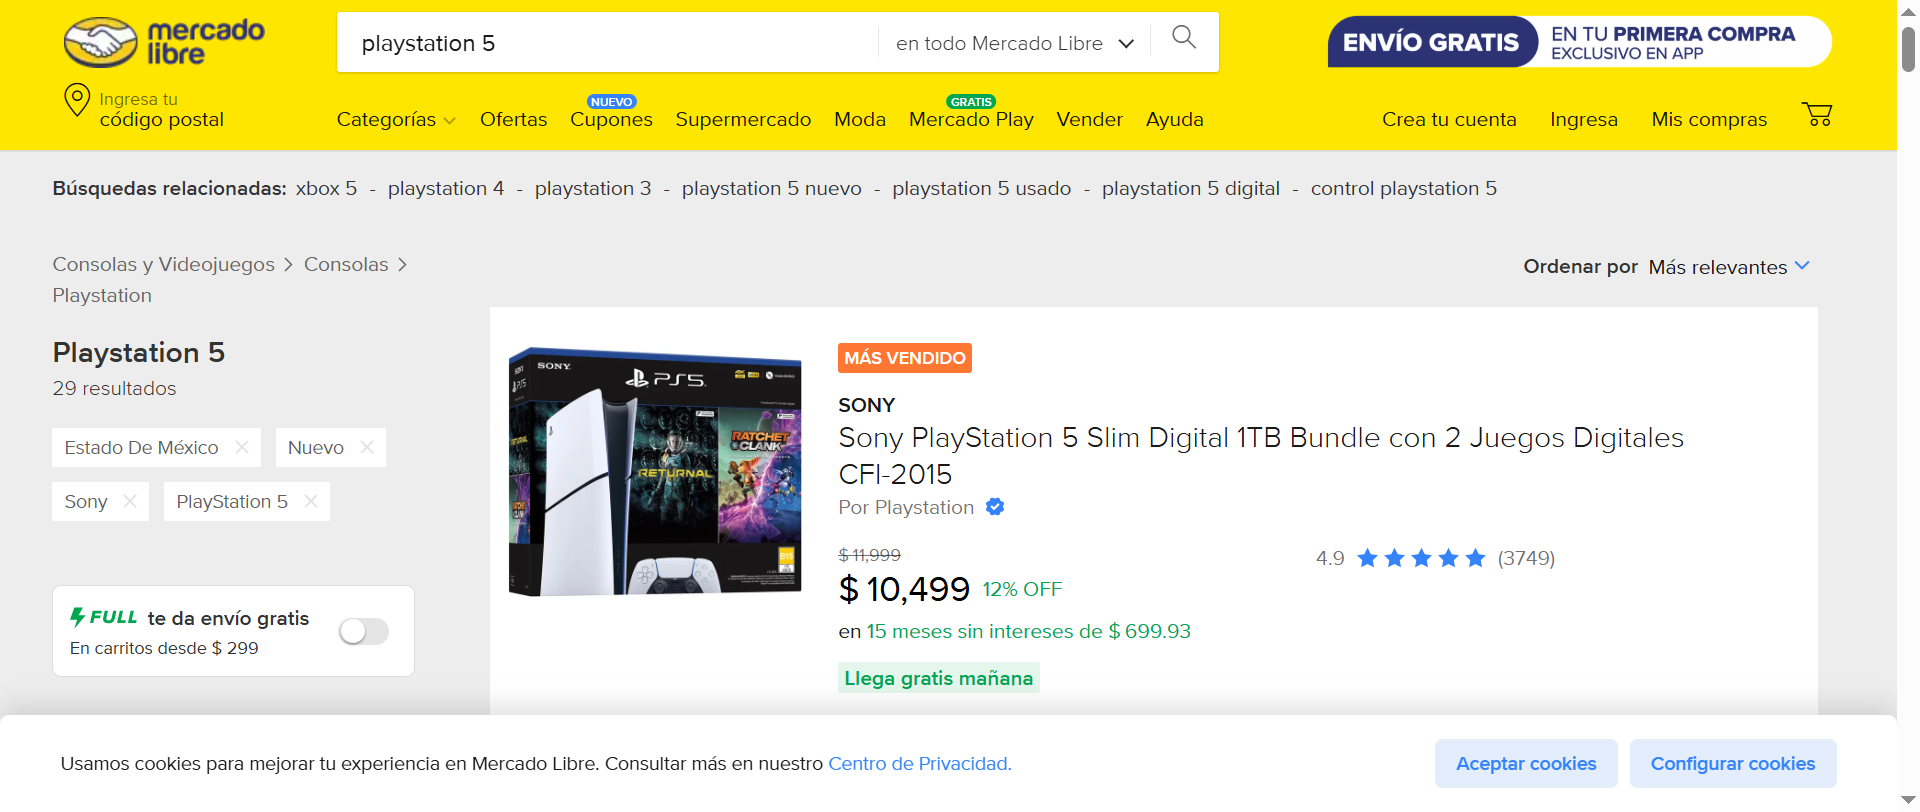 mercado
libre
playstation 5
en todo Mercado Libre
ENVÍO GRATIS
EN TU PRIMERA COMPRA
EXCLUSIVO EN APP
Ingresa tu
código postal
NUEVO
GRATIS
Categorías
Ofertas
Cupones
Supermercado
Moda
Mercado Play
Vender
Ayuda
Crea tu cuenta
Ingresa
Mis compras
Búsquedas relacionadas: xbox 5 - playstation 4 - playstation 3 - playstation 5 nuevo - playstation 5 usado - playstation 5 digital - control playstation 5
Consolas y Videojuegos > Consolas >
Playstation
Ordenar por Más relevantes
Playstation 5
29 resultados
Estado De México
Nuevo
Sony
PlayStation 5
FULL te da envío gratis
En carritos desde $ 299
SONY
PS5
RETURNAL
RATCHET
CLANK
MÁS VENDIDO
SONY
Sony PlayStation 5 Slim Digital 1TB Bundle con 2 Juegos Digitales
CFI-2015
Por Playstation
$ 11,999
$ 10,499 12% OFF
4.9 (3749)
en 15 meses sin intereses de $ 699.93
Llega gratis mañana
Usamos cookies para mejorar tu experiencia en Mercado Libre. Consultar más en nuestro Centro de Privacidad.
Aceptar cookies
Configurar cookies